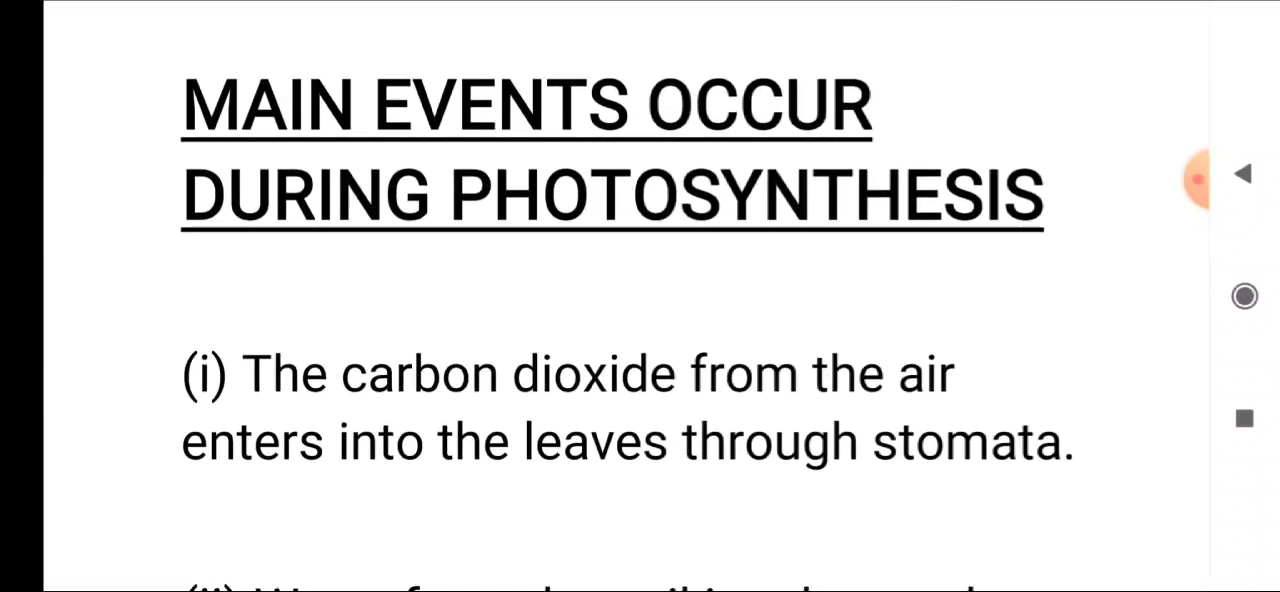 MAIN EVENTS OCCUR
DURING PHOTOSYNTHESIS
(i) The carbon dioxide from the air
enters into the leaves through stomata.